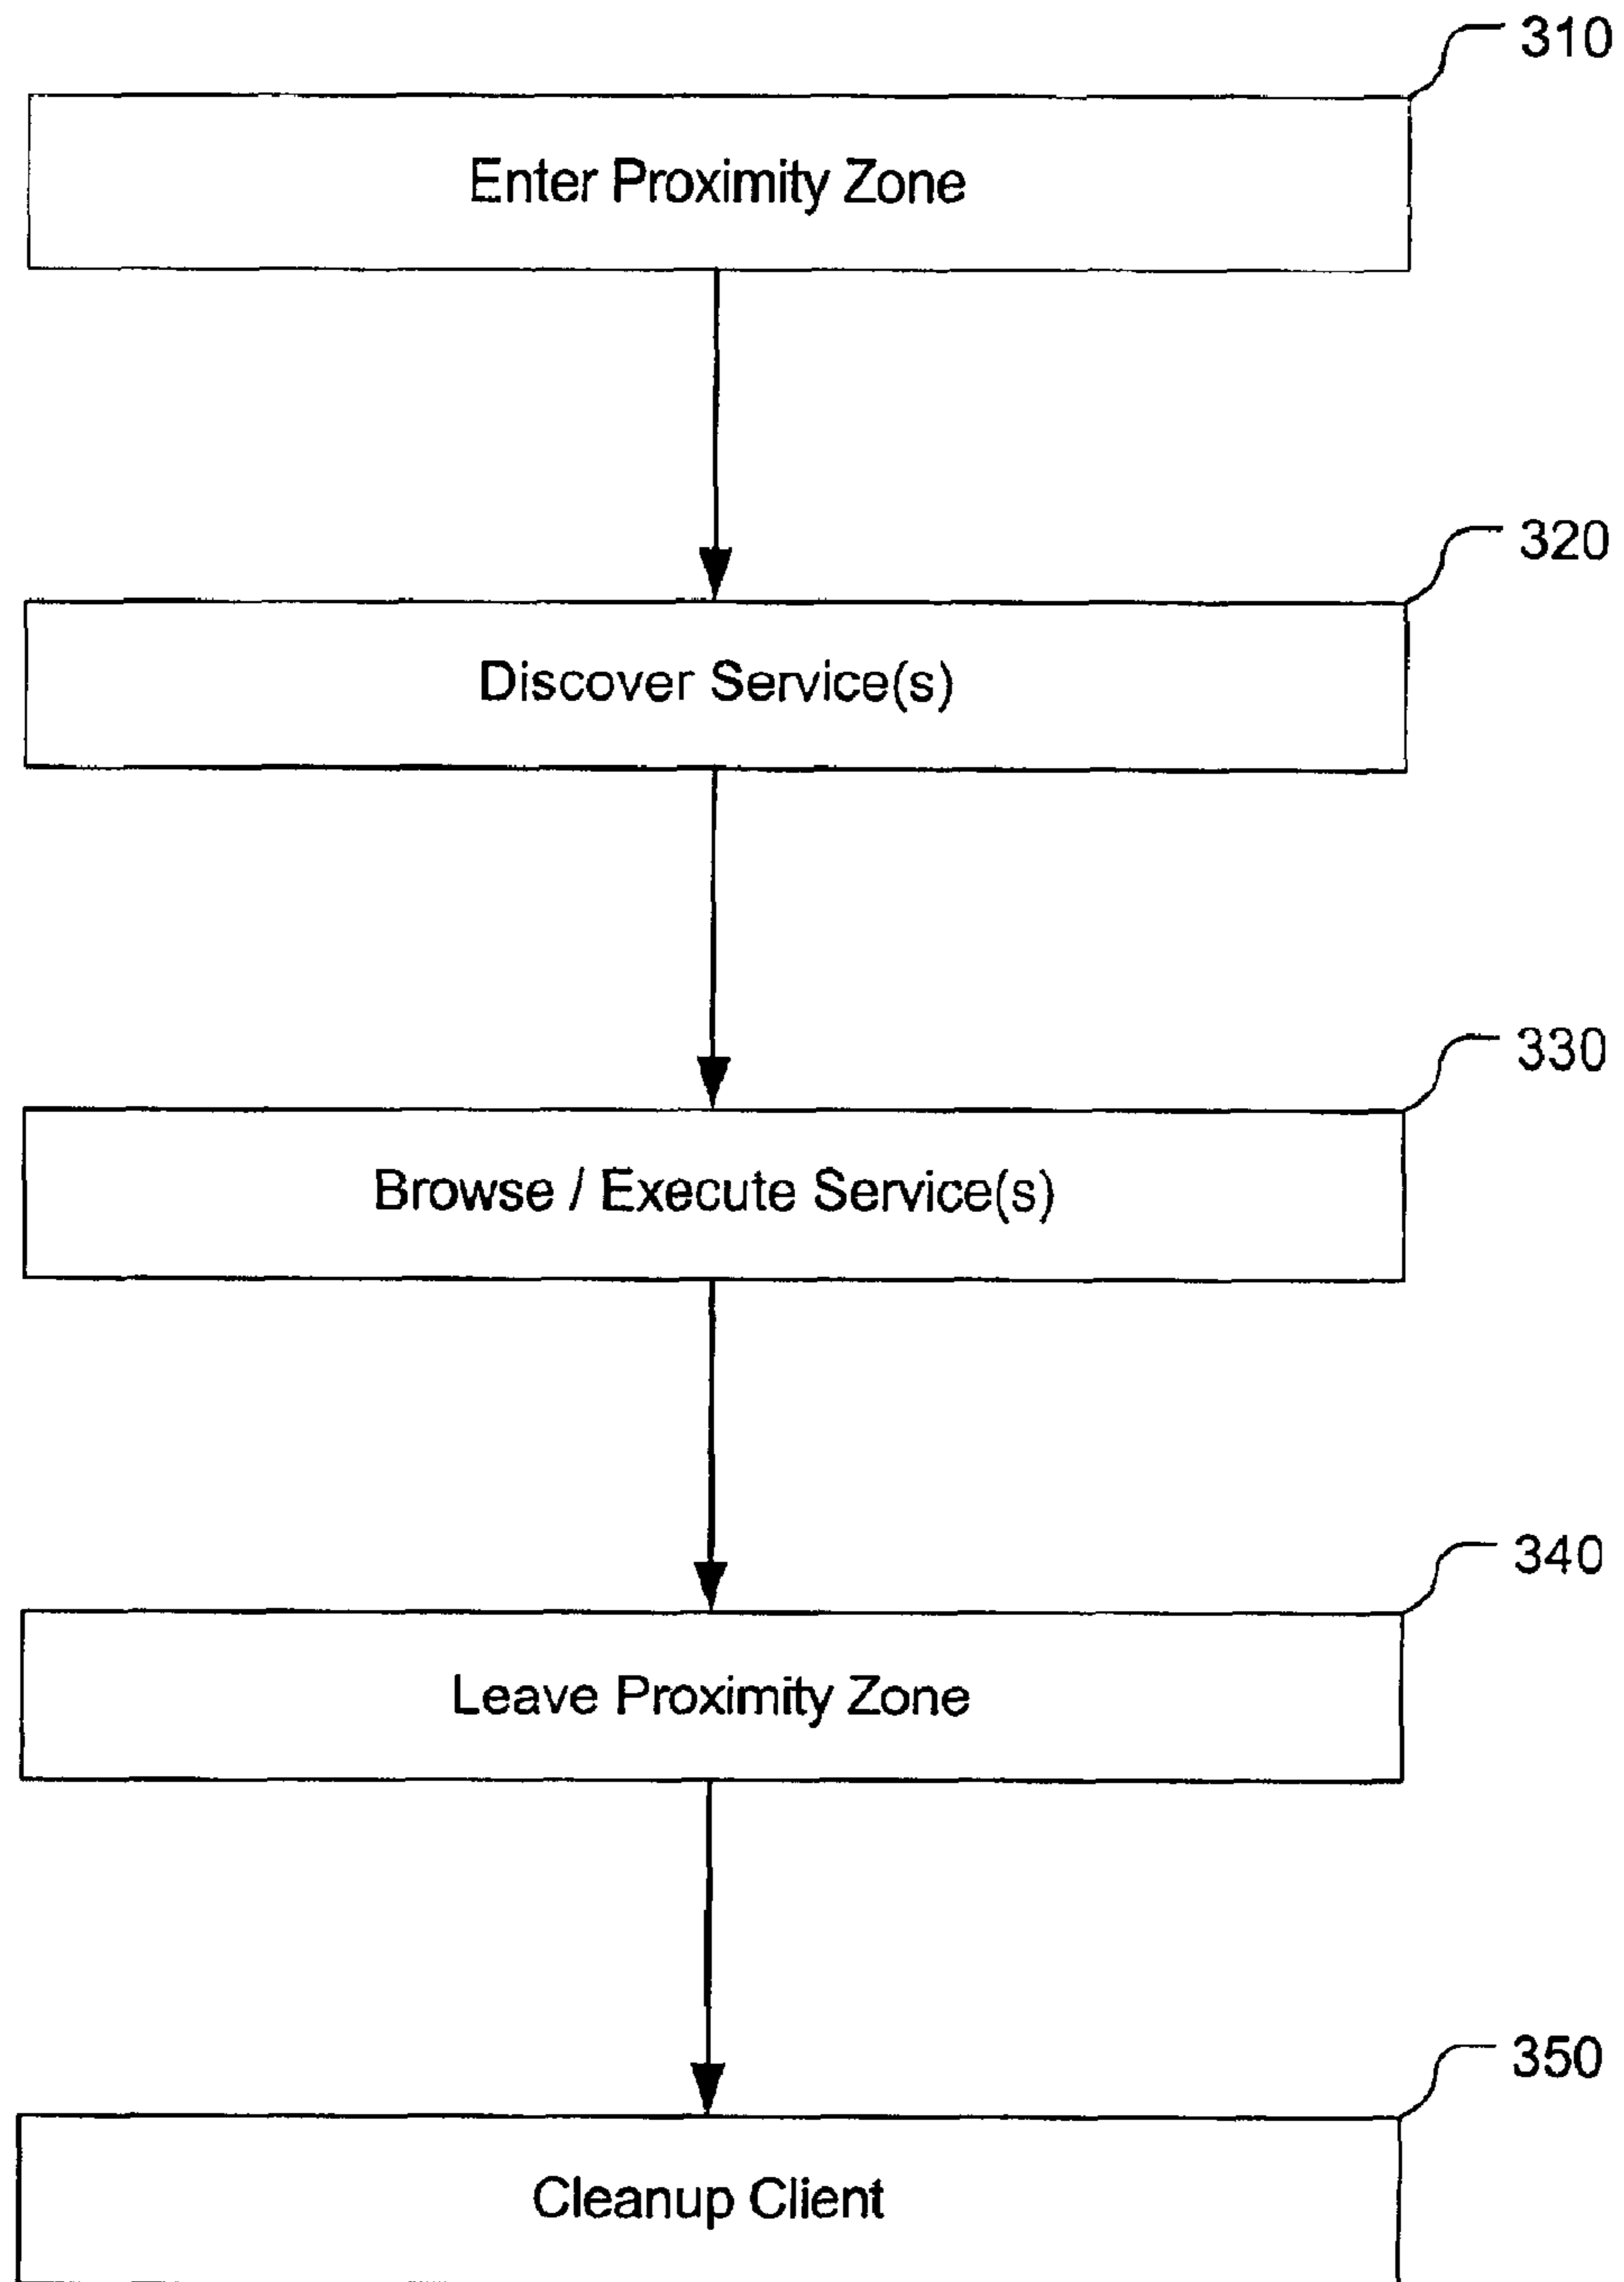 310
Enter Proximity Zone
320
Discover Service(s)
330
Browse / Execute Service(s)
340
Leave Proximity Zone
350
Cleanup Client